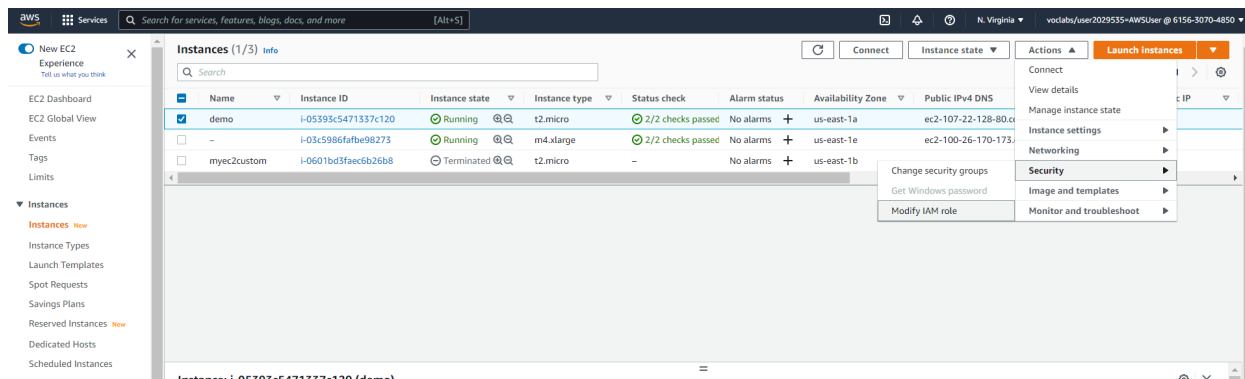 aws Services Search for services, features, blogs, docs, and more [Alt+S] N. Virginia ▼ voclabs/user2029535=AWSUser @ 6156-3070-4850 ▼
New EC2
Experience
Tell us what you think
EC2 Dashboard
EC2 Global View
Events
Tags
Limits
▼ Instances
Instances New
Instance Types
Launch Templates
Spot Requests
Savings Plans
Reserved Instances New
Dedicated Hosts
Scheduled Instances
Instances (1/3) Info Connect Instance state ▼ Actions ▲ Launch instances ▼
Search
Name Instance ID Instance state Instance type Status check Alarm status Availability Zone Public IPv4 DNS IP
demo i-05393c5471337c120 Running t2.micro 2/2 checks passed No alarms + us-east-1a ec2-107-22-128-80.co
– i-03c5986fafbe98273 Running m4.xlarge 2/2 checks passed No alarms + us-east-1e ec2-100-26-170-173.
myec2custom i-0601bd3faec6b26b8 Terminated t2.micro – No alarms + us-east-1b
Connect
View details
Manage instance state
Instance settings
Networking
Security
Image and templates
Monitor and troubleshoot
Change security groups
Get Windows password
Modify IAM role
Instance: i-05393c5471337c120 (demo)